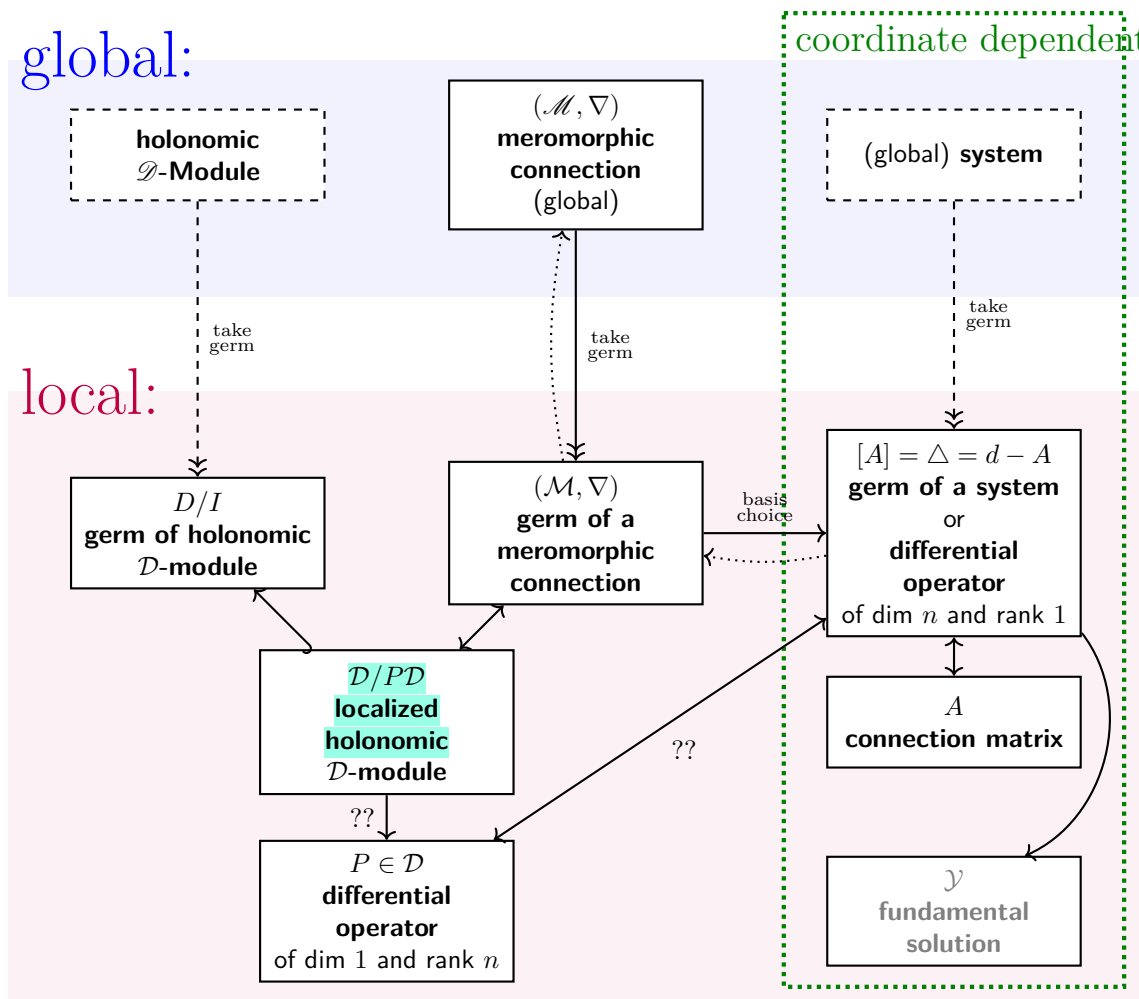 global:
coordinate dependent
holonomic
𝒟-Module
(ℳ, ∇)
meromorphic
connection
(global)
(global) system
take
germ
take
germ
take
germ
local:
D/I
germ of holonomic
𝒟-module
(ℳ, ∇)
germ of a
meromorphic
connection
basis
choice
[A] = △ = d − A
germ of a system
or
differential
operator
of dim n and rank 1
𝒟/P𝒟
localized
holonomic
𝒟-module
A
connection matrix
??
??
P ∈ 𝒟
differential
operator
of dim 1 and rank n
𝒴
fundamental
solution